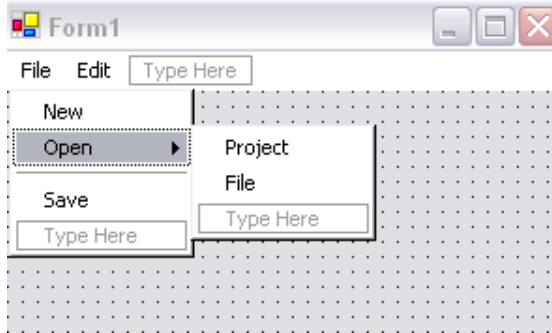 Form1
File Edit Type Here
New
Open
Save
Type Here
Project
File
Type Here